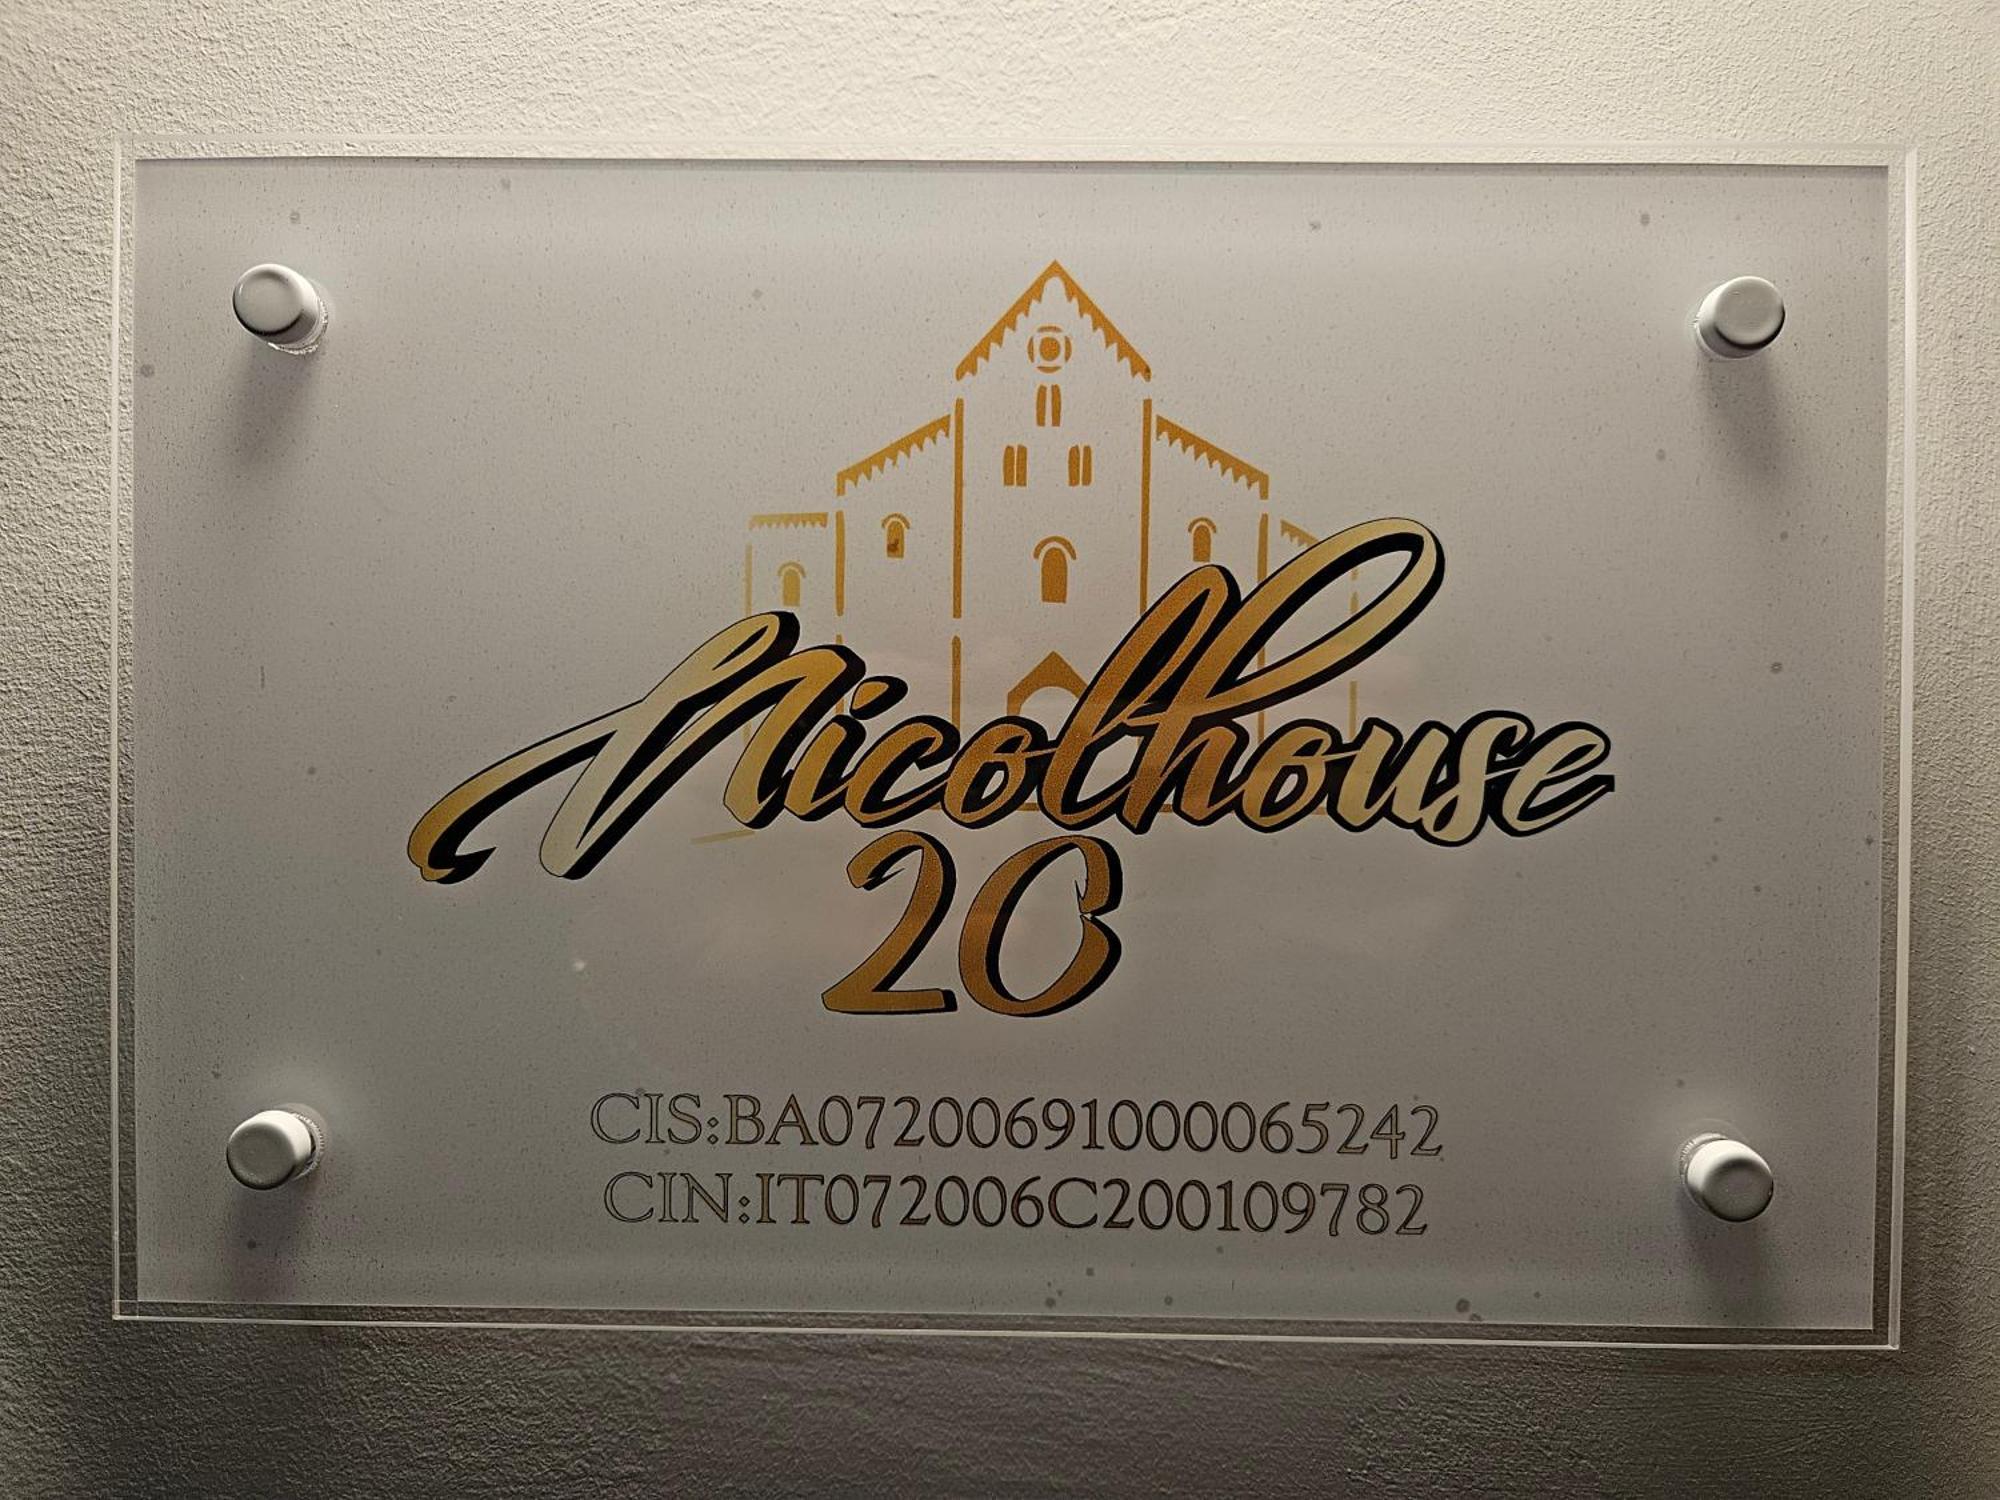 Nicolhouse
20
CIS:BA07200691000065242
CIN:IT072006C200109782